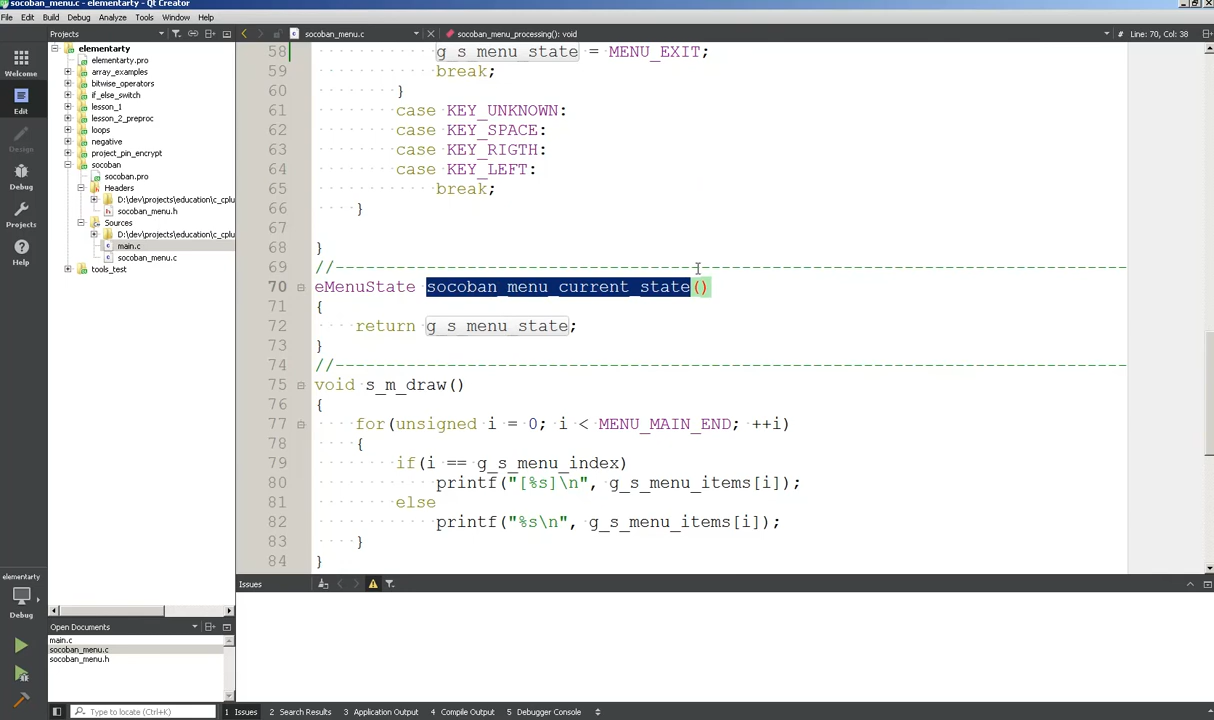 socoban_menu.c - elementarty - Qt Creator
File Edit Build Debug Analyze Tools Window Help
Projects
socoban_menu.c
socoban_menu_processing(): void
Line: 70, Col: 38
Welcome
Edit
Design
Debug
Projects
Help
elementarty
elementarty.pro
array_examples
bitwise_operators
if_else_switch
lesson_1
lesson_2_preproc
loops
negative
project_pin_encrypt
socoban
socoban.pro
Headers
D:\dev\projects\education\c_cplu
socoban_menu.h
Sources
D:\dev\projects\education\c_cplu
main.c
socoban_menu.c
tools_test
58 g_s_menu_state = MENU_EXIT;
59 break;
60 }
61 case KEY_UNKNOWN:
62 case KEY_SPACE:
63 case KEY_RIGTH:
64 case KEY_LEFT:
65 break;
66 }
67
68 }
69 //------------------------------------------------------------------------------
70 eMenuState socoban_menu_current_state()
71 {
72 return g_s_menu_state;
73 }
74 //------------------------------------------------------------------------------
75 void s_m_draw()
76 {
77 for(unsigned i = 0; i < MENU_MAIN_END; ++i)
78 {
79 if(i == g_s_menu_index)
80 printf("[%s]\n", g_s_menu_items[i]);
81 else
82 printf("%s\n", g_s_menu_items[i]);
83 }
84 }
Issues
elementarty
Debug
Open Documents
main.c
socoban_menu.c
socoban_menu.h
Type to locate (Ctrl+K)
1 Issues 2 Search Results 3 Application Output 4 Compile Output 5 Debugger Console